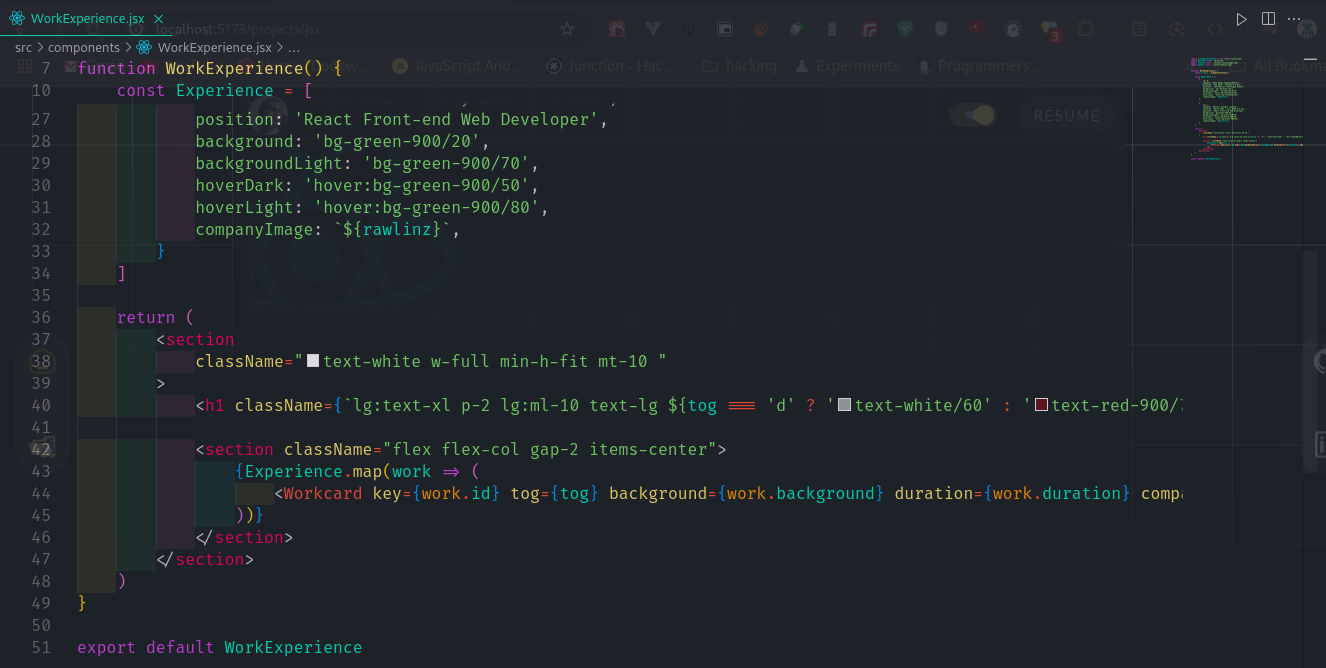 WorkExperience.jsx
localhost:5173/projects/jsx
3
src > components > WorkExperience.jsx > ...
JavaScript Ano...
Junction - Hac...
hacking
Experiments
Programmers...
All Bookm
7 function WorkExperience() {
10 const Experience = [
RESUME
27 position: 'React Front-end Web Developer',
28 background: 'bg-green-900/20',
29 backgroundLight: 'bg-green-900/70',
30 hoverDark: 'hover:bg-green-900/50',
31 hoverLight: 'hover:bg-green-900/80',
32 companyImage: `${rawlinz}`,
33 }
34 ]
35
36 return (
37 <section
38 className="text-white w-full min-h-fit mt-10 "
39 >
40 <h1 className={`lg:text-xl p-2 lg:ml-10 text-lg ${tog === 'd' ? 'text-white/60' : 'text-red-900/
41
42 <section className="flex flex-col gap-2 items-center">
43 {Experience.map(work => (
44 <Workcard key={work.id} tog={tog} background={work.background} duration={work.duration} comp
45 ))}
46 </section>
47 </section>
48 )
49 }
50
51 export default WorkExperience